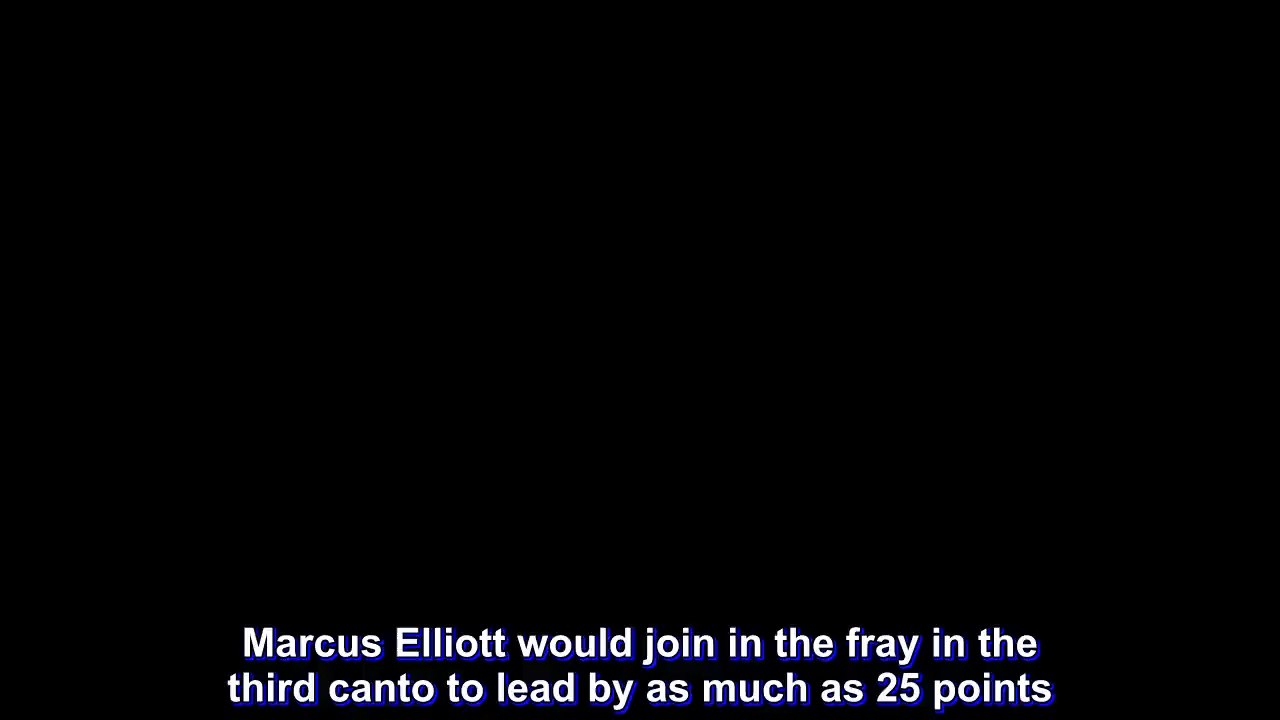 Marcus Elliott would join in the fray in the
third canto to lead by as much as 25 points